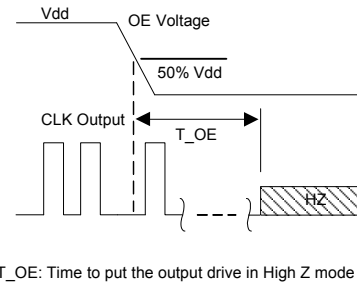 Vdd
OE Voltage
50% Vdd
CLK Output
T_OE
HZ
T_OE: Time to put the output drive in High Z mode